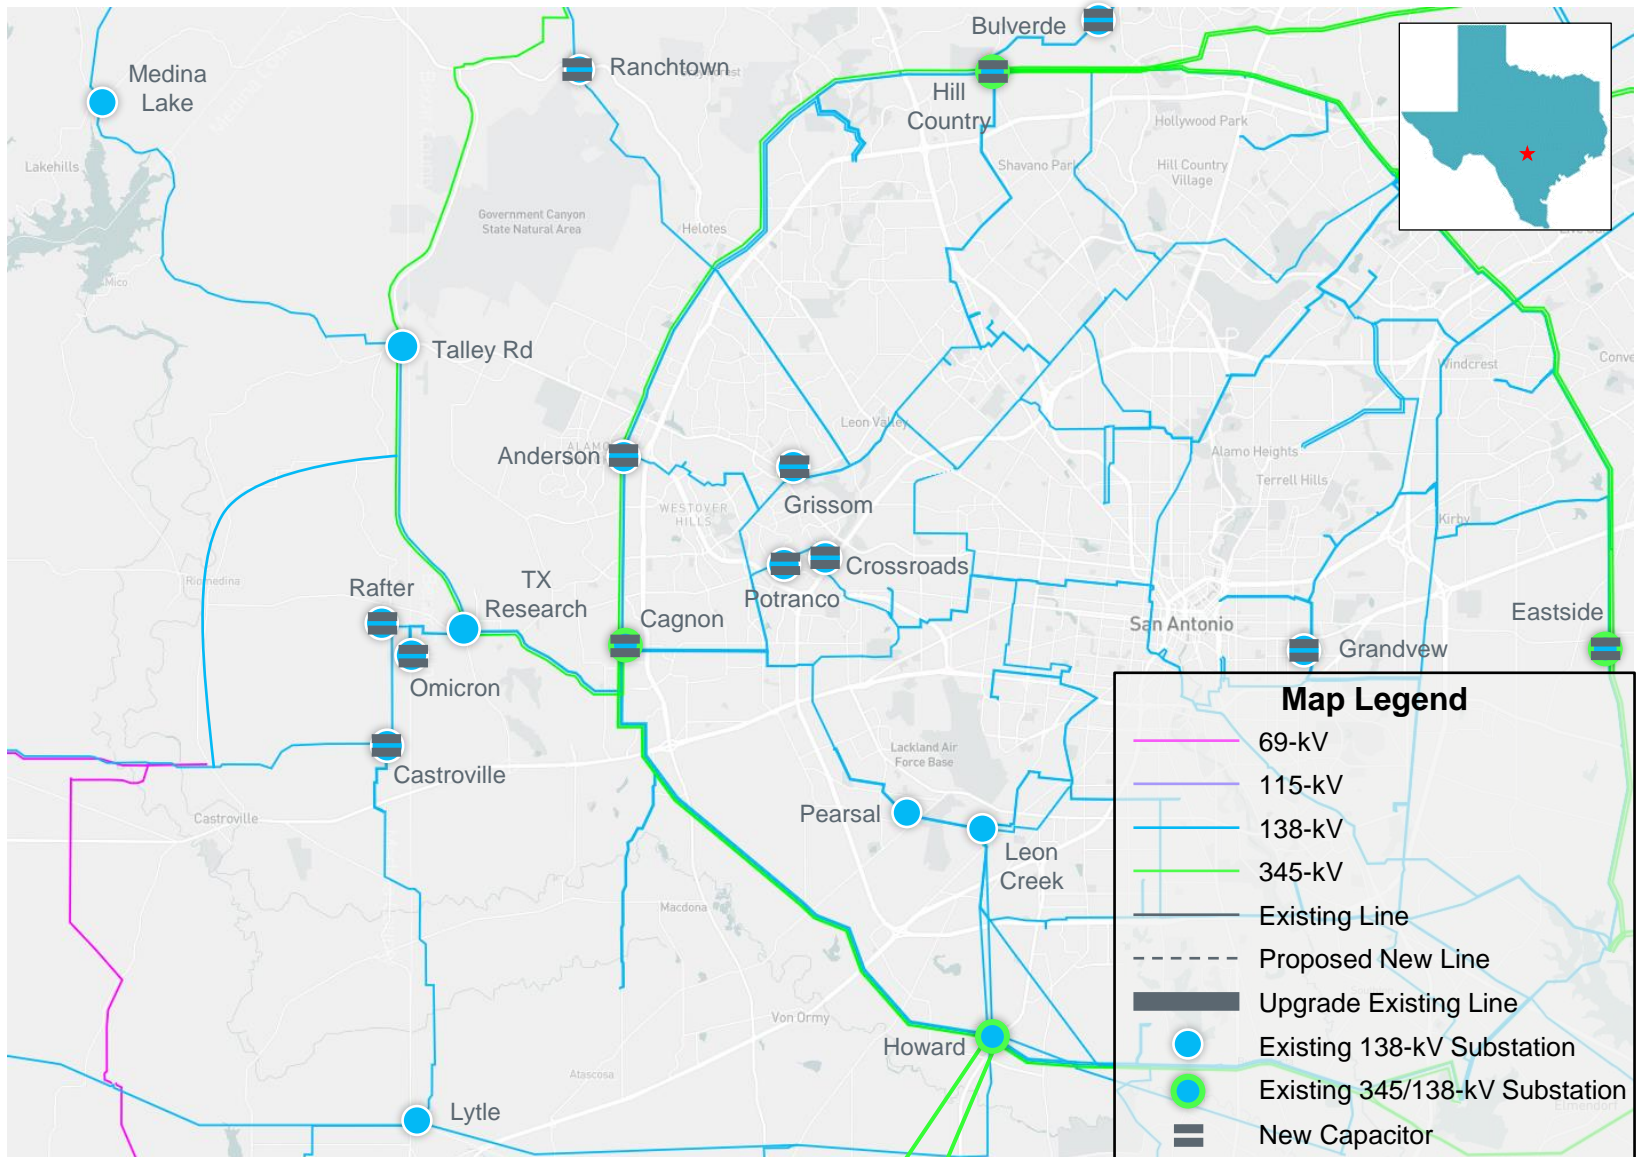 Bulverde
Ranchtown
Medina
Lake
Hill
Country
Hollywood Park
Lakehills
Shavano Park
Hill Country
Village
Government Canyon
State Natural Area
Helotes
Mico
Talley Rd
Windcrest
Leon Valley
Anderson
Alamo Heights
Terrell Hills
Grissom
WESTOVER
HILLS
Kirby
Crossroads
Potranco
Riomedina
Rafter
TX
Research
Cagnon
San Antonio
Eastside
Grandvew
Omicron
Castroville
Lackland Air
Force Base
Castroville
Pearsal
Leon
Creek
Macdona
Von Ormy
Howard
Atascosa
Lytle
Map Legend
69-kV
115-kV
138-kV
345-kV
Existing Line
Proposed New Line
Upgrade Existing Line
Existing 138-kV Substation
Existing 345/138-kV Substation
Elmendorf
New Capacitor